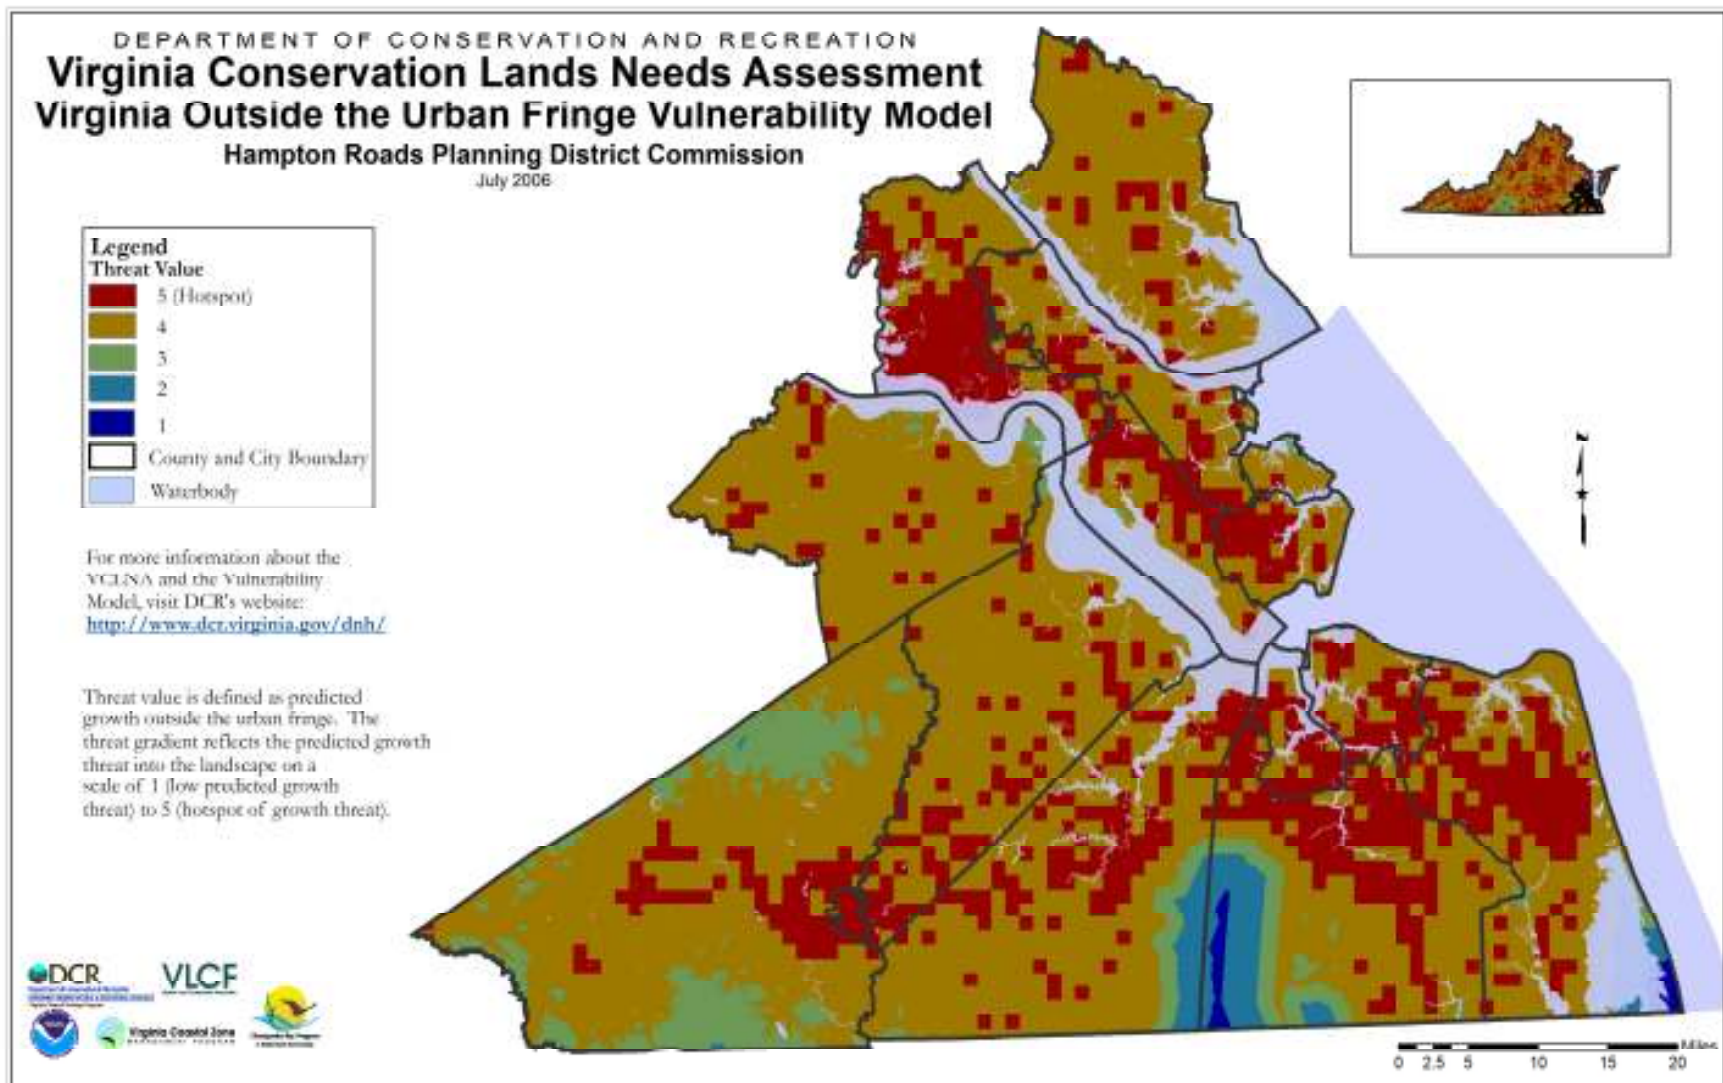 DEPARTMENT OF CONSERVATION AND RECREATION
Virginia Conservation Lands Needs Assessment
Virginia Outside the Urban Fringe Vulnerability Model
Hampton Roads Planning District Commission
July 2006
Legend
Threat Value
5 (Hotspot)
4
3
2
1
County and City Boundary
Waterbody
For more information about the
VCLNA and the Vulnerability
Model, visit DCR's website:
http://www.dcr.virginia.gov/dnh/
Threat value is defined as predicted
growth outside the urban fringe. The
threat gradient reflects the predicted growth
threat into the landscape on a
scale of 1 (low predicted growth
threat) to 5 (hotspot of growth threat).
DCR
VLCF
Virginia Coastal Zone
MANAGEMENT PROGRAM
Miles
0 2.5 5 10 15 20